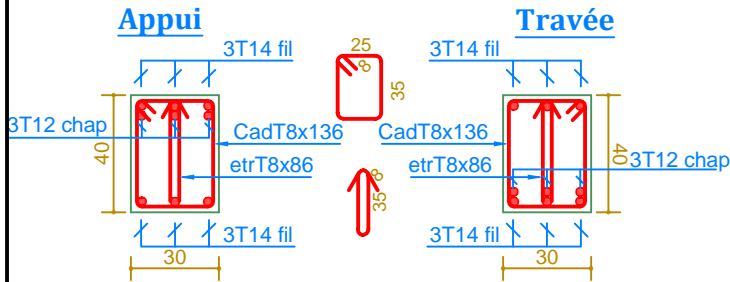 Appui
Travée
3T14 fil
25
3T14 fil
8
35
3T12 chap
CadT8x136
CadT8x136
40
40
3T12 chap
etrT8x86
etrT8x86
8
35
3T14 fil
3T14 fil
30
30